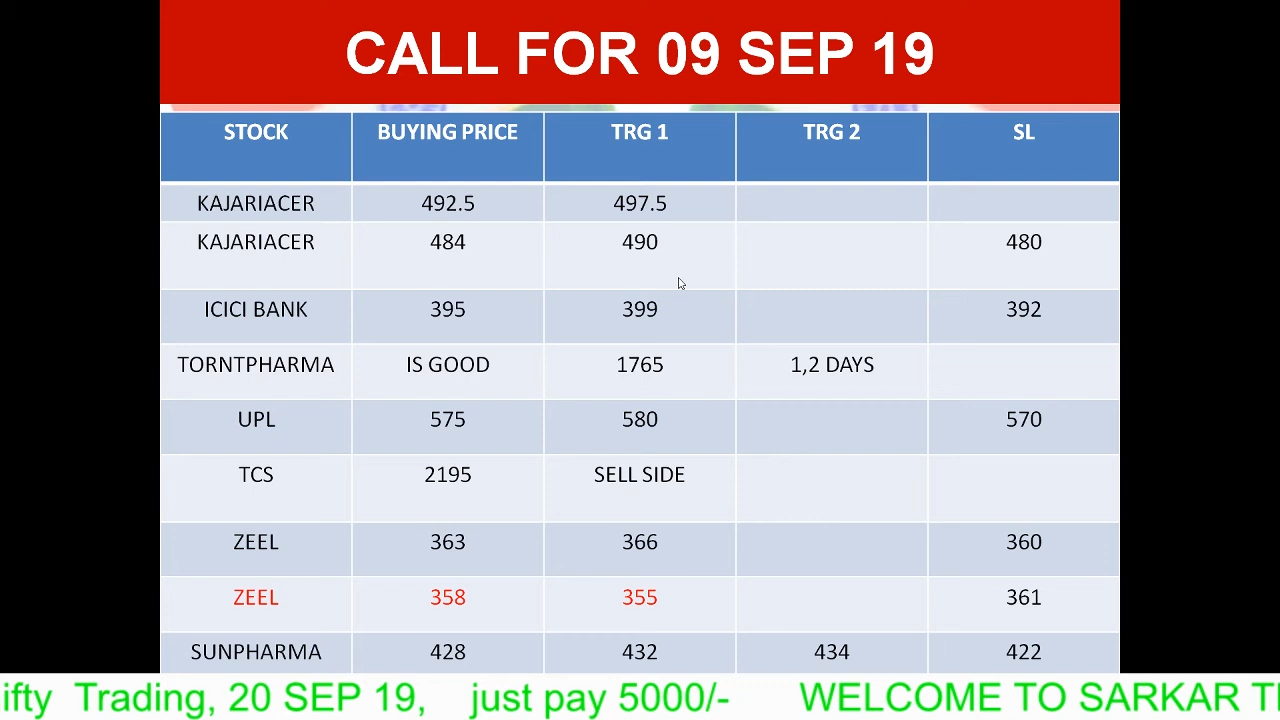 CALL FOR 09 SEP 19
STOCK BUYING PRICE TRG 1 TRG 2 SL
KAJARIACER 492.5 497.5
KAJARIACER 484 490 480
ICICI BANK 395 399 392
TORNTPHARMA IS GOOD 1765 1,2 DAYS
UPL 575 580 570
TCS 2195 SELL SIDE
ZEEL 363 366 360
ZEEL 358 355 361
SUNPHARMA 428 432 434 422
ifty Trading, 20 SEP 19, just pay 5000/- WELCOME TO SARKAR